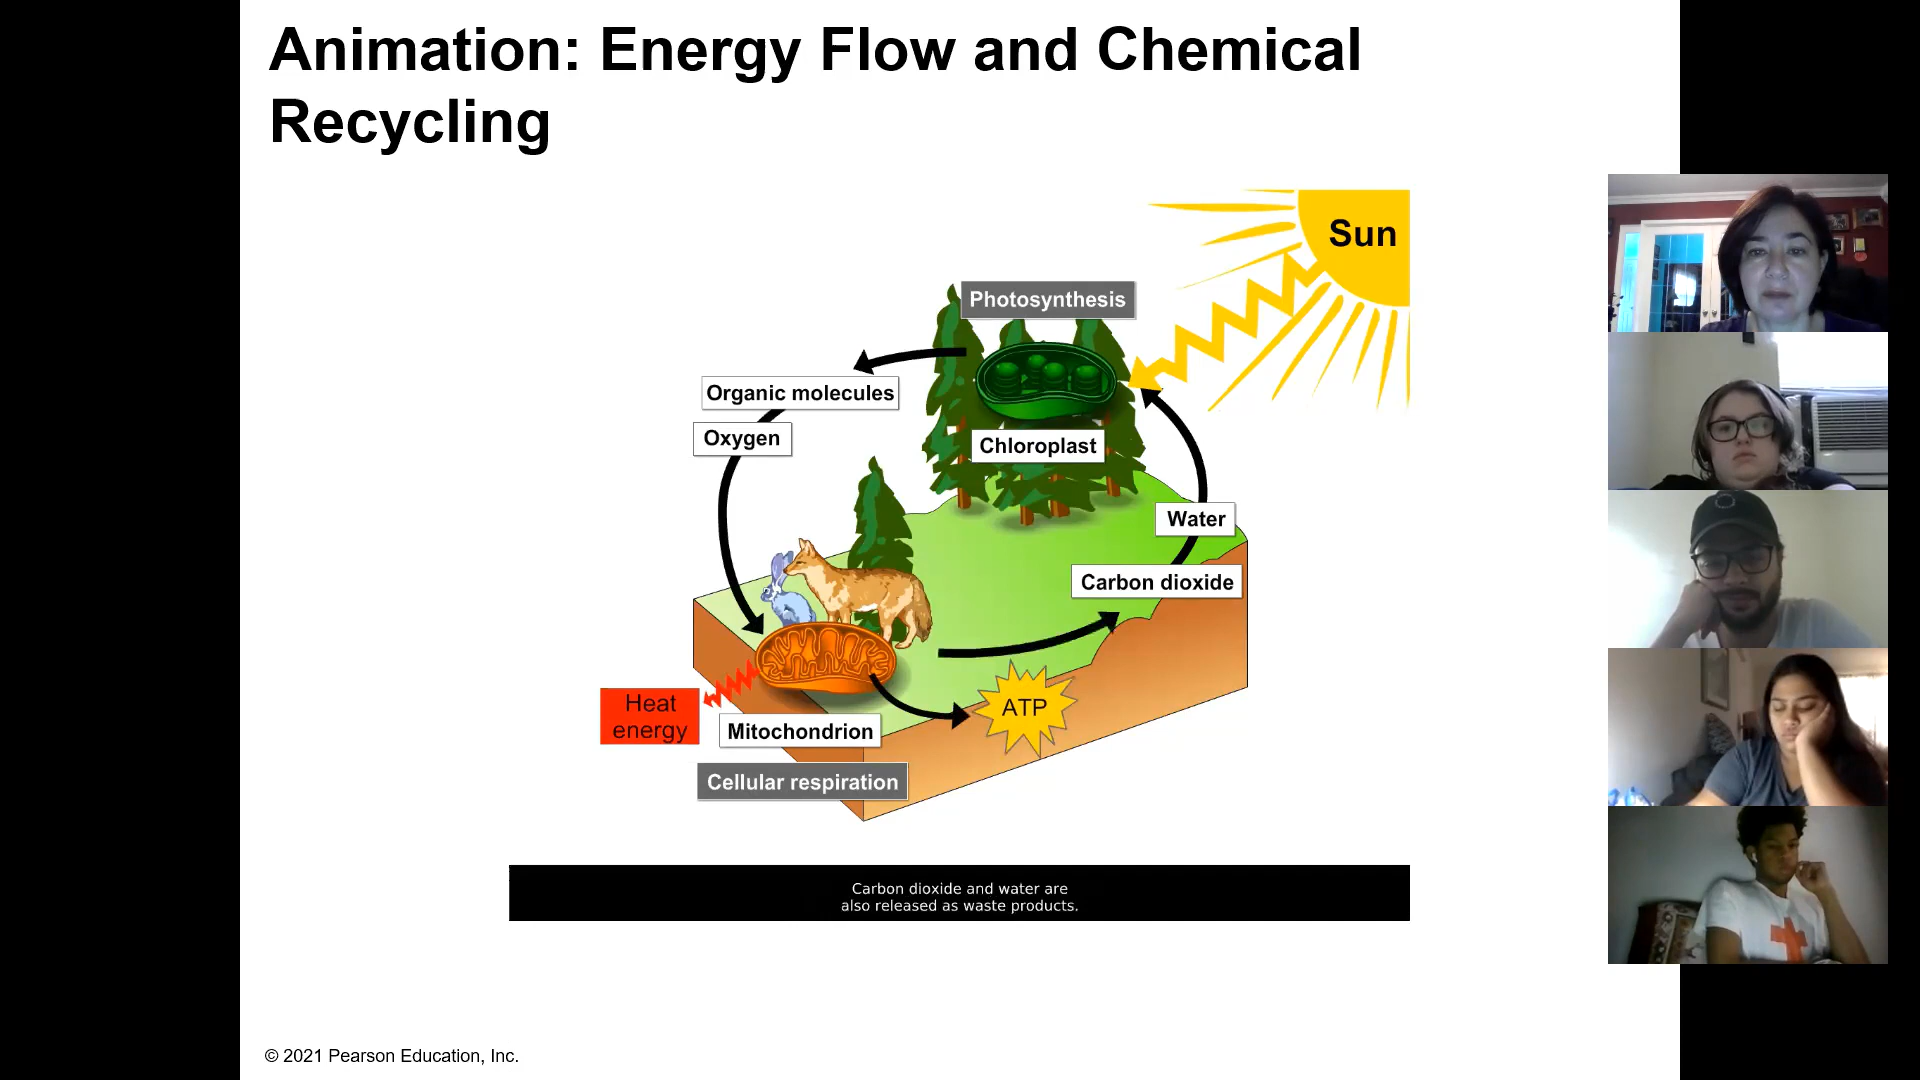 Animation: Energy Flow and Chemical
Recycling
Sun
Photosynthesis
Organic molecules
Oxygen
Chloroplast
Water
Carbon dioxide
Heat
energy
ATP
Mitochondrion
Cellular respiration
Carbon dioxide and water are
also released as waste products.
© 2021 Pearson Education, Inc.